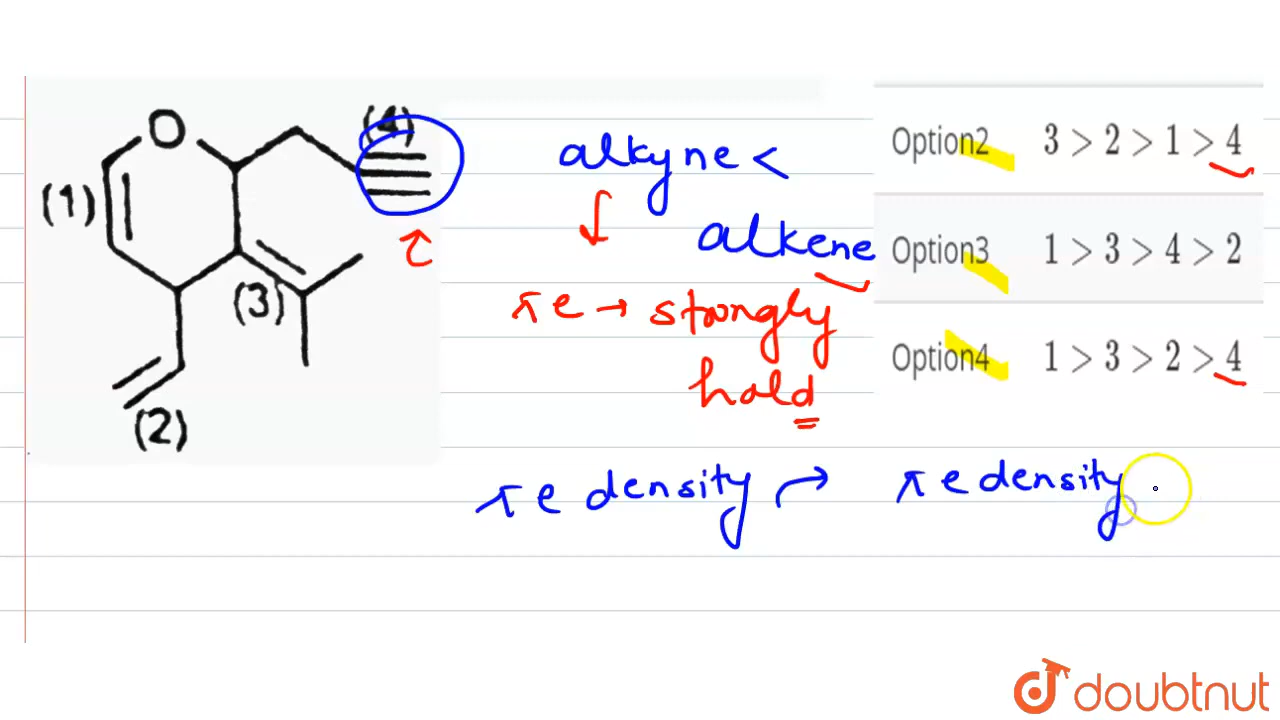 O
(4)
(1)
(3)
(2)
alkyne <
alkene
πe → strongly
hold
πe density
πe density
Option2 3 > 2 > 1 > 4
Option3 1 > 3 > 4 > 2
Option4 1 > 3 > 2 > 4
doubtnut